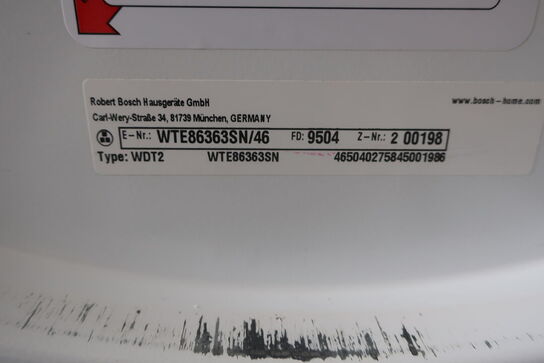 Robert Bosch Hausgeräte GmbH
www.bosch-home.com
Carl-Wery-Straße 34, 81739 München, GERMANY
E-Nr.: WTE86363SN/46 FD: 9504 Z-Nr.: 2 00198
Type: WDT2 WTE86363SN 465040275845001986